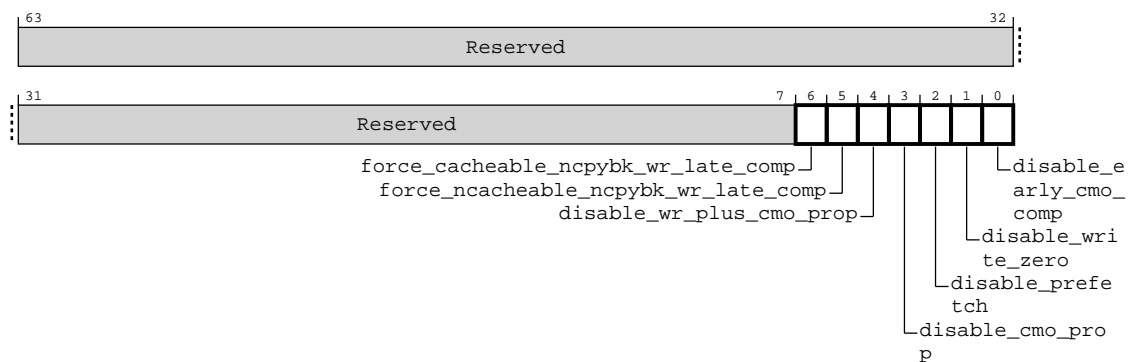 63 32
Reserved
31 7 6 5 4 3 2 1 0
Reserved
force_cacheable_ncpybk_wr_late_comp
force_ncacheable_ncpybk_wr_late_comp
disable_wr_plus_cmo_prop
disable_e
arly_cmo_
comp
disable_wri
te_zero
disable_prefe
tch
disable_cmo_pro
p